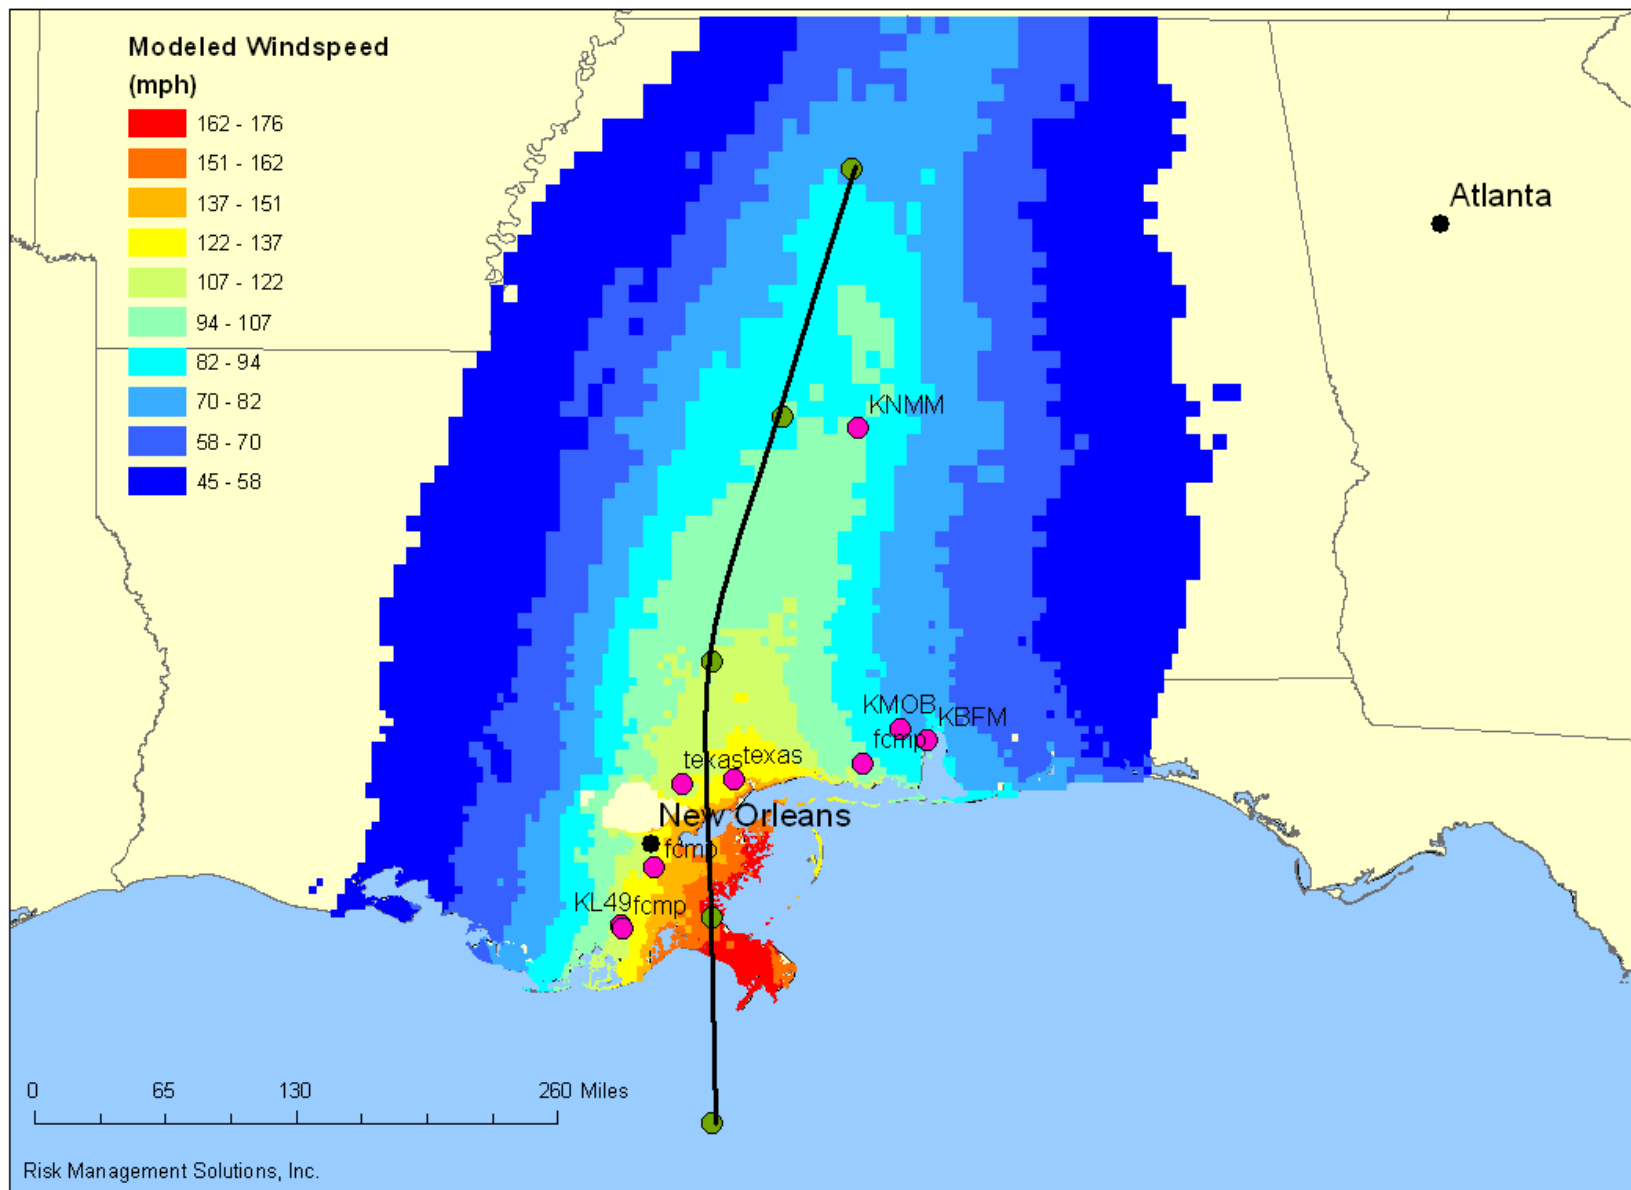 Modeled Windspeed
(mph)
162 - 176
151 - 162
137 - 151
122 - 137
107 - 122
94 - 107
82 - 94
70 - 82
58 - 70
45 - 58
Atlanta
KNMM
KMOB
KBFM
fcmp
texas
texas
New Orleans
fcmp
KL49
fcmp
0 65 130 260 Miles
Risk Management Solutions, Inc.